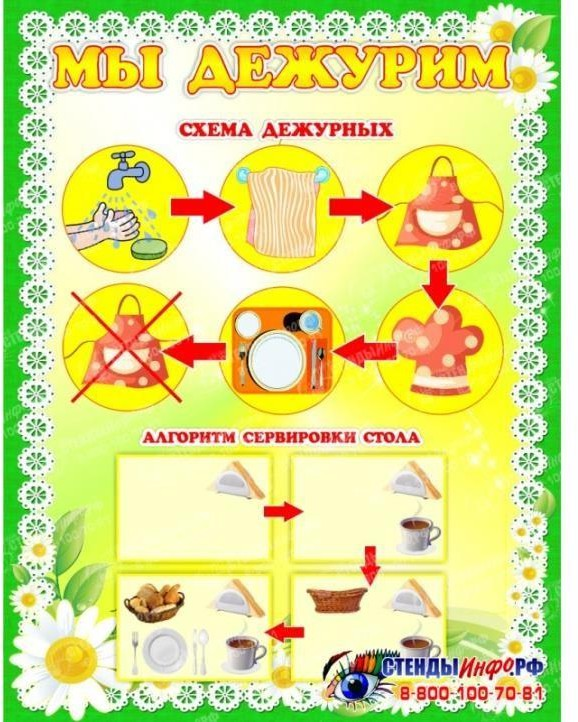 МЫ ДЕЖУРИМ
СХЕМА ДЕЖУРНЫХ
АЛГОРИТМ СЕРВИРОВКИ СТОЛА
СТЕНДЫИНФОРФ
8-800-100-70-81